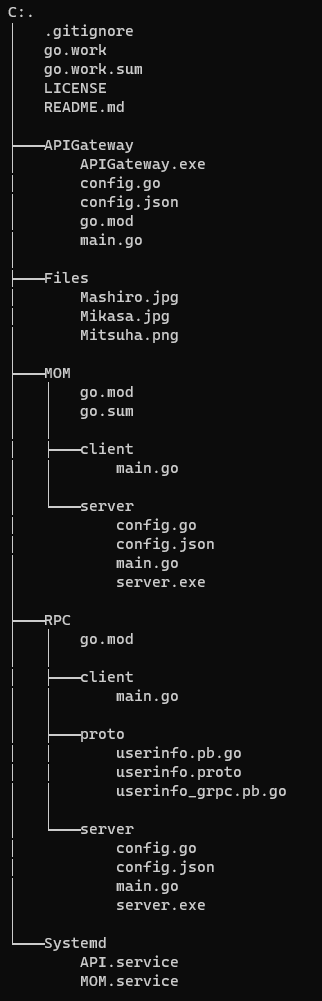 C:.
.gitignore
go.work
go.work.sum
LICENSE
README.md
APIGateway
APIGateway.exe
config.go
config.json
go.mod
main.go
Files
Mashiro.jpg
Mikasa.jpg
Mitsuha.png
MOM
go.mod
go.sum
client
main.go
server
config.go
config.json
main.go
server.exe
RPC
go.mod
client
main.go
proto
userinfo.pb.go
userinfo.proto
userinfo_grpc.pb.go
server
config.go
config.json
main.go
server.exe
Systemd
API.service
MOM.service